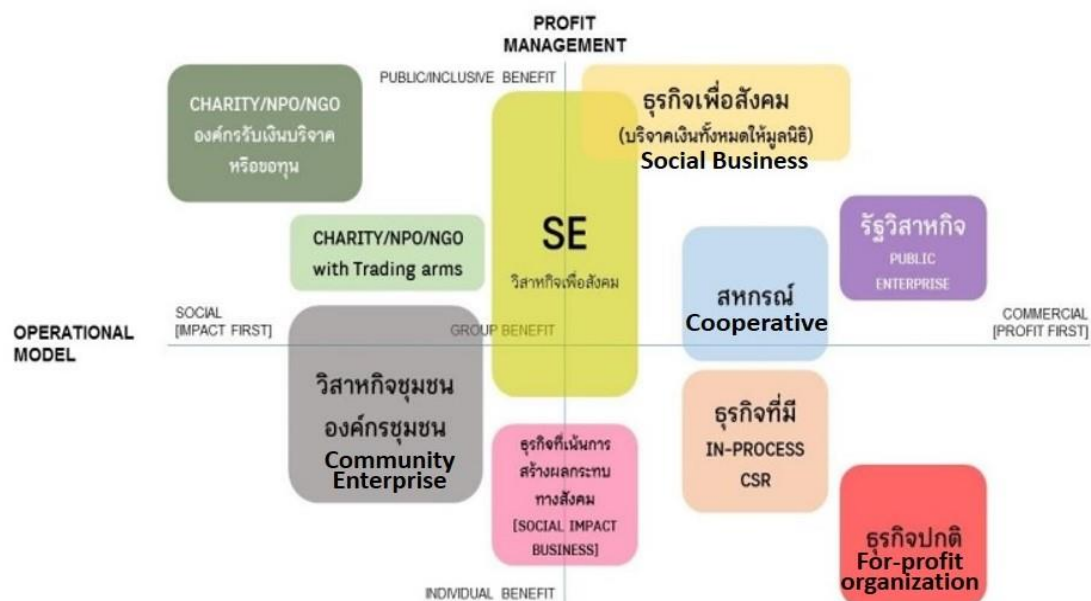 PROFIT
MANAGEMENT
PUBLIC/INCLUSIVE BENEFIT
CHARITY/NPO/NGO
องค์กรรับเงินบริจาค
หรือขอทุน
ธุรกิจเพื่อสังคม
(บริจาคเงินทั้งหมดให้มูลนิธิ)
Social Business
CHARITY/NPO/NGO
with Trading arms
SE
วิสาหกิจเพื่อสังคม
รัฐวิสาหกิจ
PUBLIC
ENTERPRISE
สหกรณ์
Cooperative
OPERATIONAL
MODEL
SOCIAL
[IMPACT FIRST]
GROUP BENEFIT
COMMERCIAL
[PROFIT FIRST]
วิสาหกิจชุมชน
องค์กรชุมชน
Community
Enterprise
ธุรกิจที่เน้นการ
สร้างผลกระทบ
ทางสังคม
[SOCIAL IMPACT
BUSINESS]
ธุรกิจที่มี
IN-PROCESS
CSR
ธุรกิจปกติ
For-profit
organization
INDIVIDUAL BENEFIT